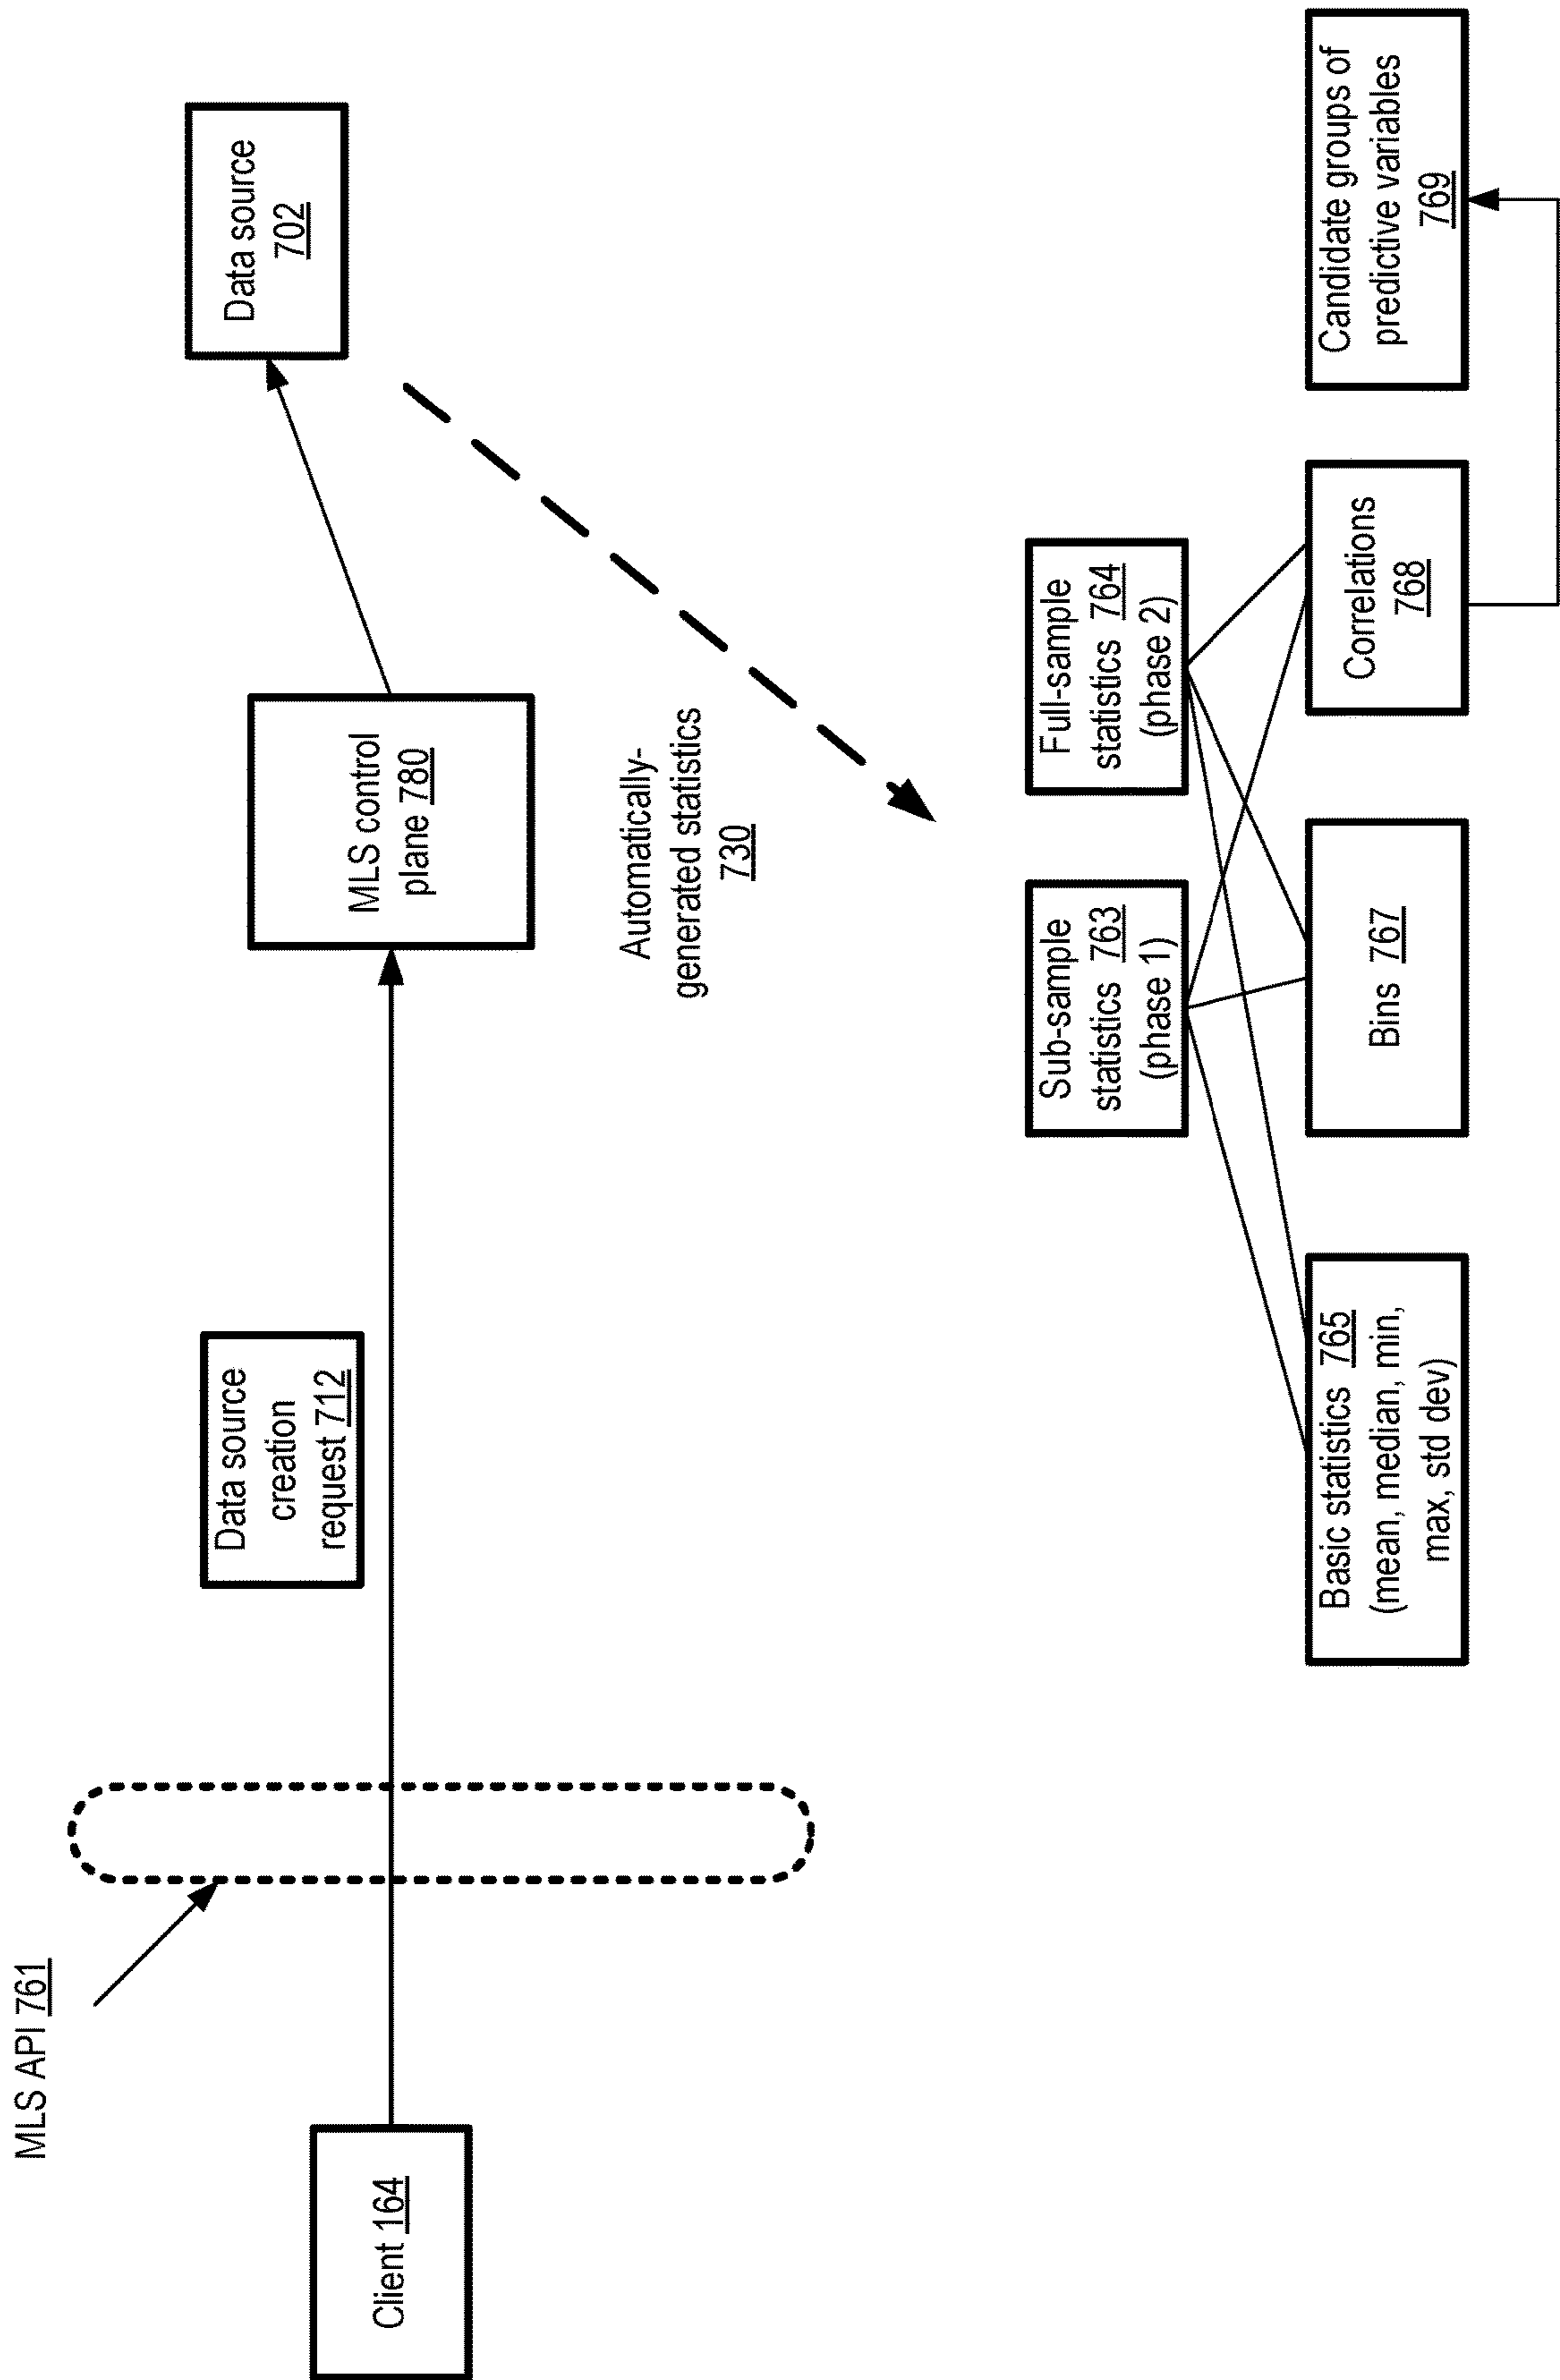 MLS API 761
Client 164
Data source
creation
request 712
MLS control
plane 780
Data source
702
Automatically-
generated statistics
730
Sub-sample
statistics 763
(phase 1)
Full-sample
statistics 764
(phase 2)
Basic statistics 765
(mean, median, min,
max, std dev)
Bins 767
Correlations
768
Candidate groups of
predictive variables
769